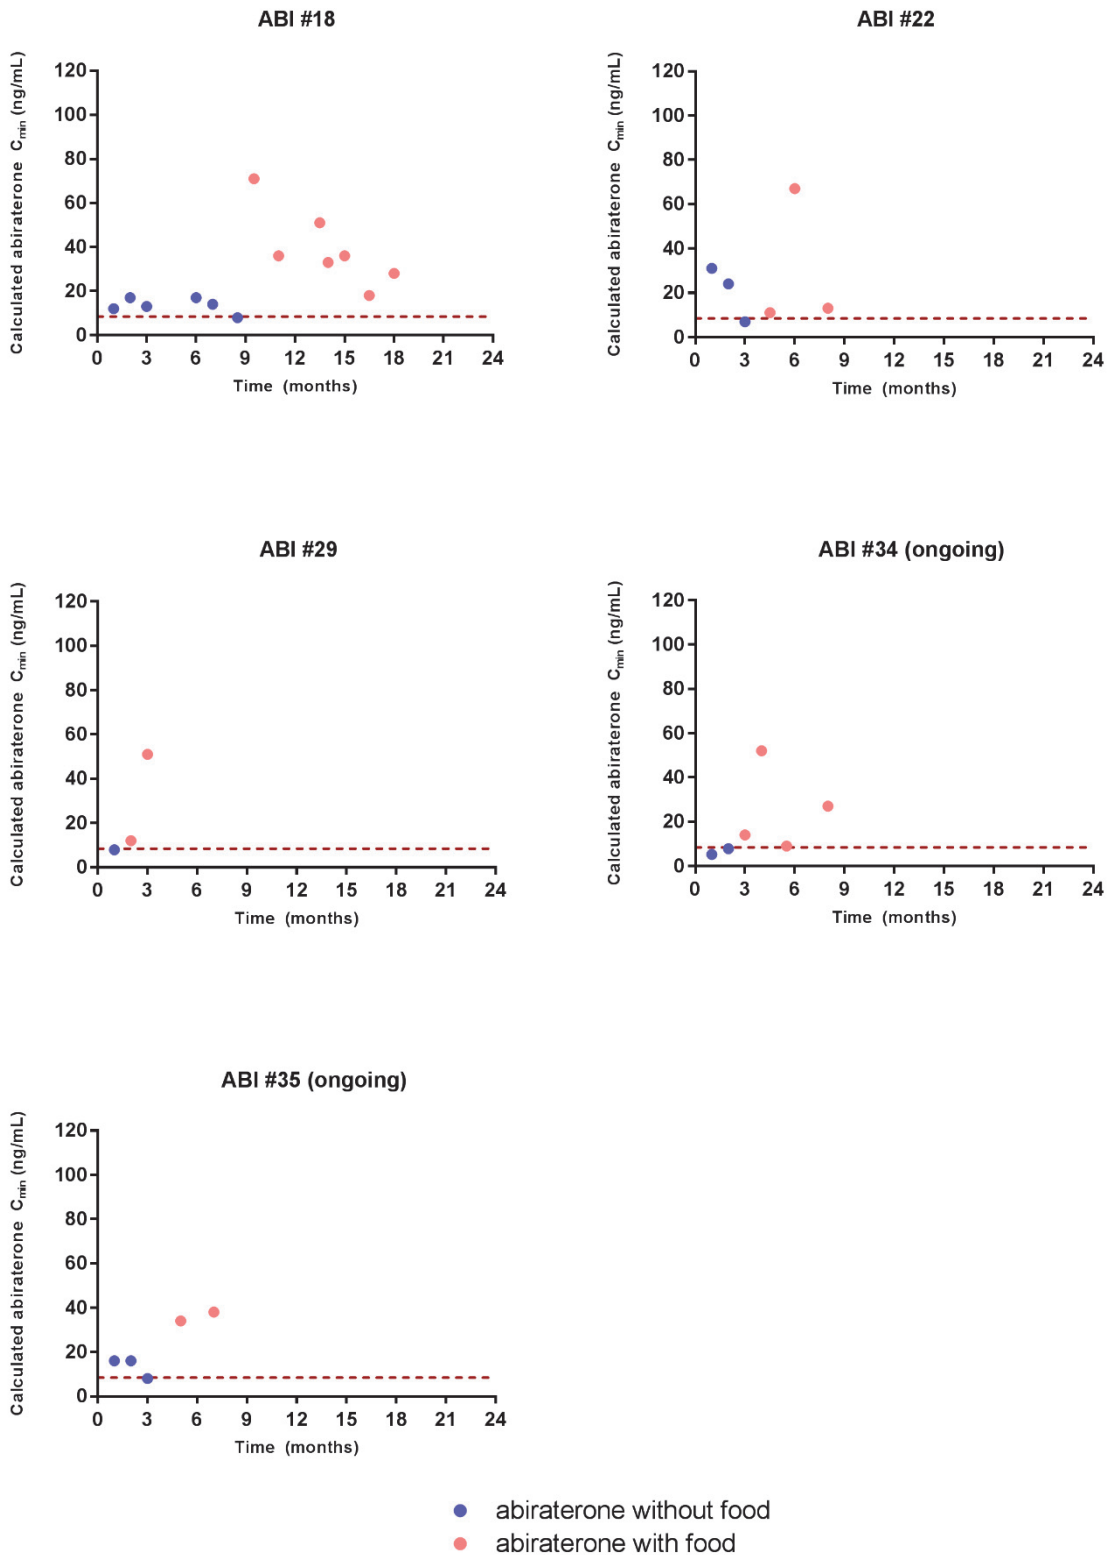 ABI #18
Calculated abiraterone Cmin (ng/mL)
120
100
80
60
40
20
0
0 3 6 9 12 15 18 21 24
Time (months)
ABI #22
Calculated abiraterone Cmin (ng/mL)
120
100
80
60
40
20
0
0 3 6 9 12 15 18 21 24
Time (months)
ABI #29
Calculated abiraterone Cmin (ng/mL)
120
100
80
60
40
20
0
0 3 6 9 12 15 18 21 24
Time (months)
ABI #34 (ongoing)
Calculated abiraterone Cmin (ng/mL)
120
100
80
60
40
20
0
0 3 6 9 12 15 18 21 24
Time (months)
ABI #35 (ongoing)
Calculated abiraterone Cmin (ng/mL)
120
100
80
60
40
20
0
0 3 6 9 12 15 18 21 24
Time (months)
abiraterone without food
abiraterone with food